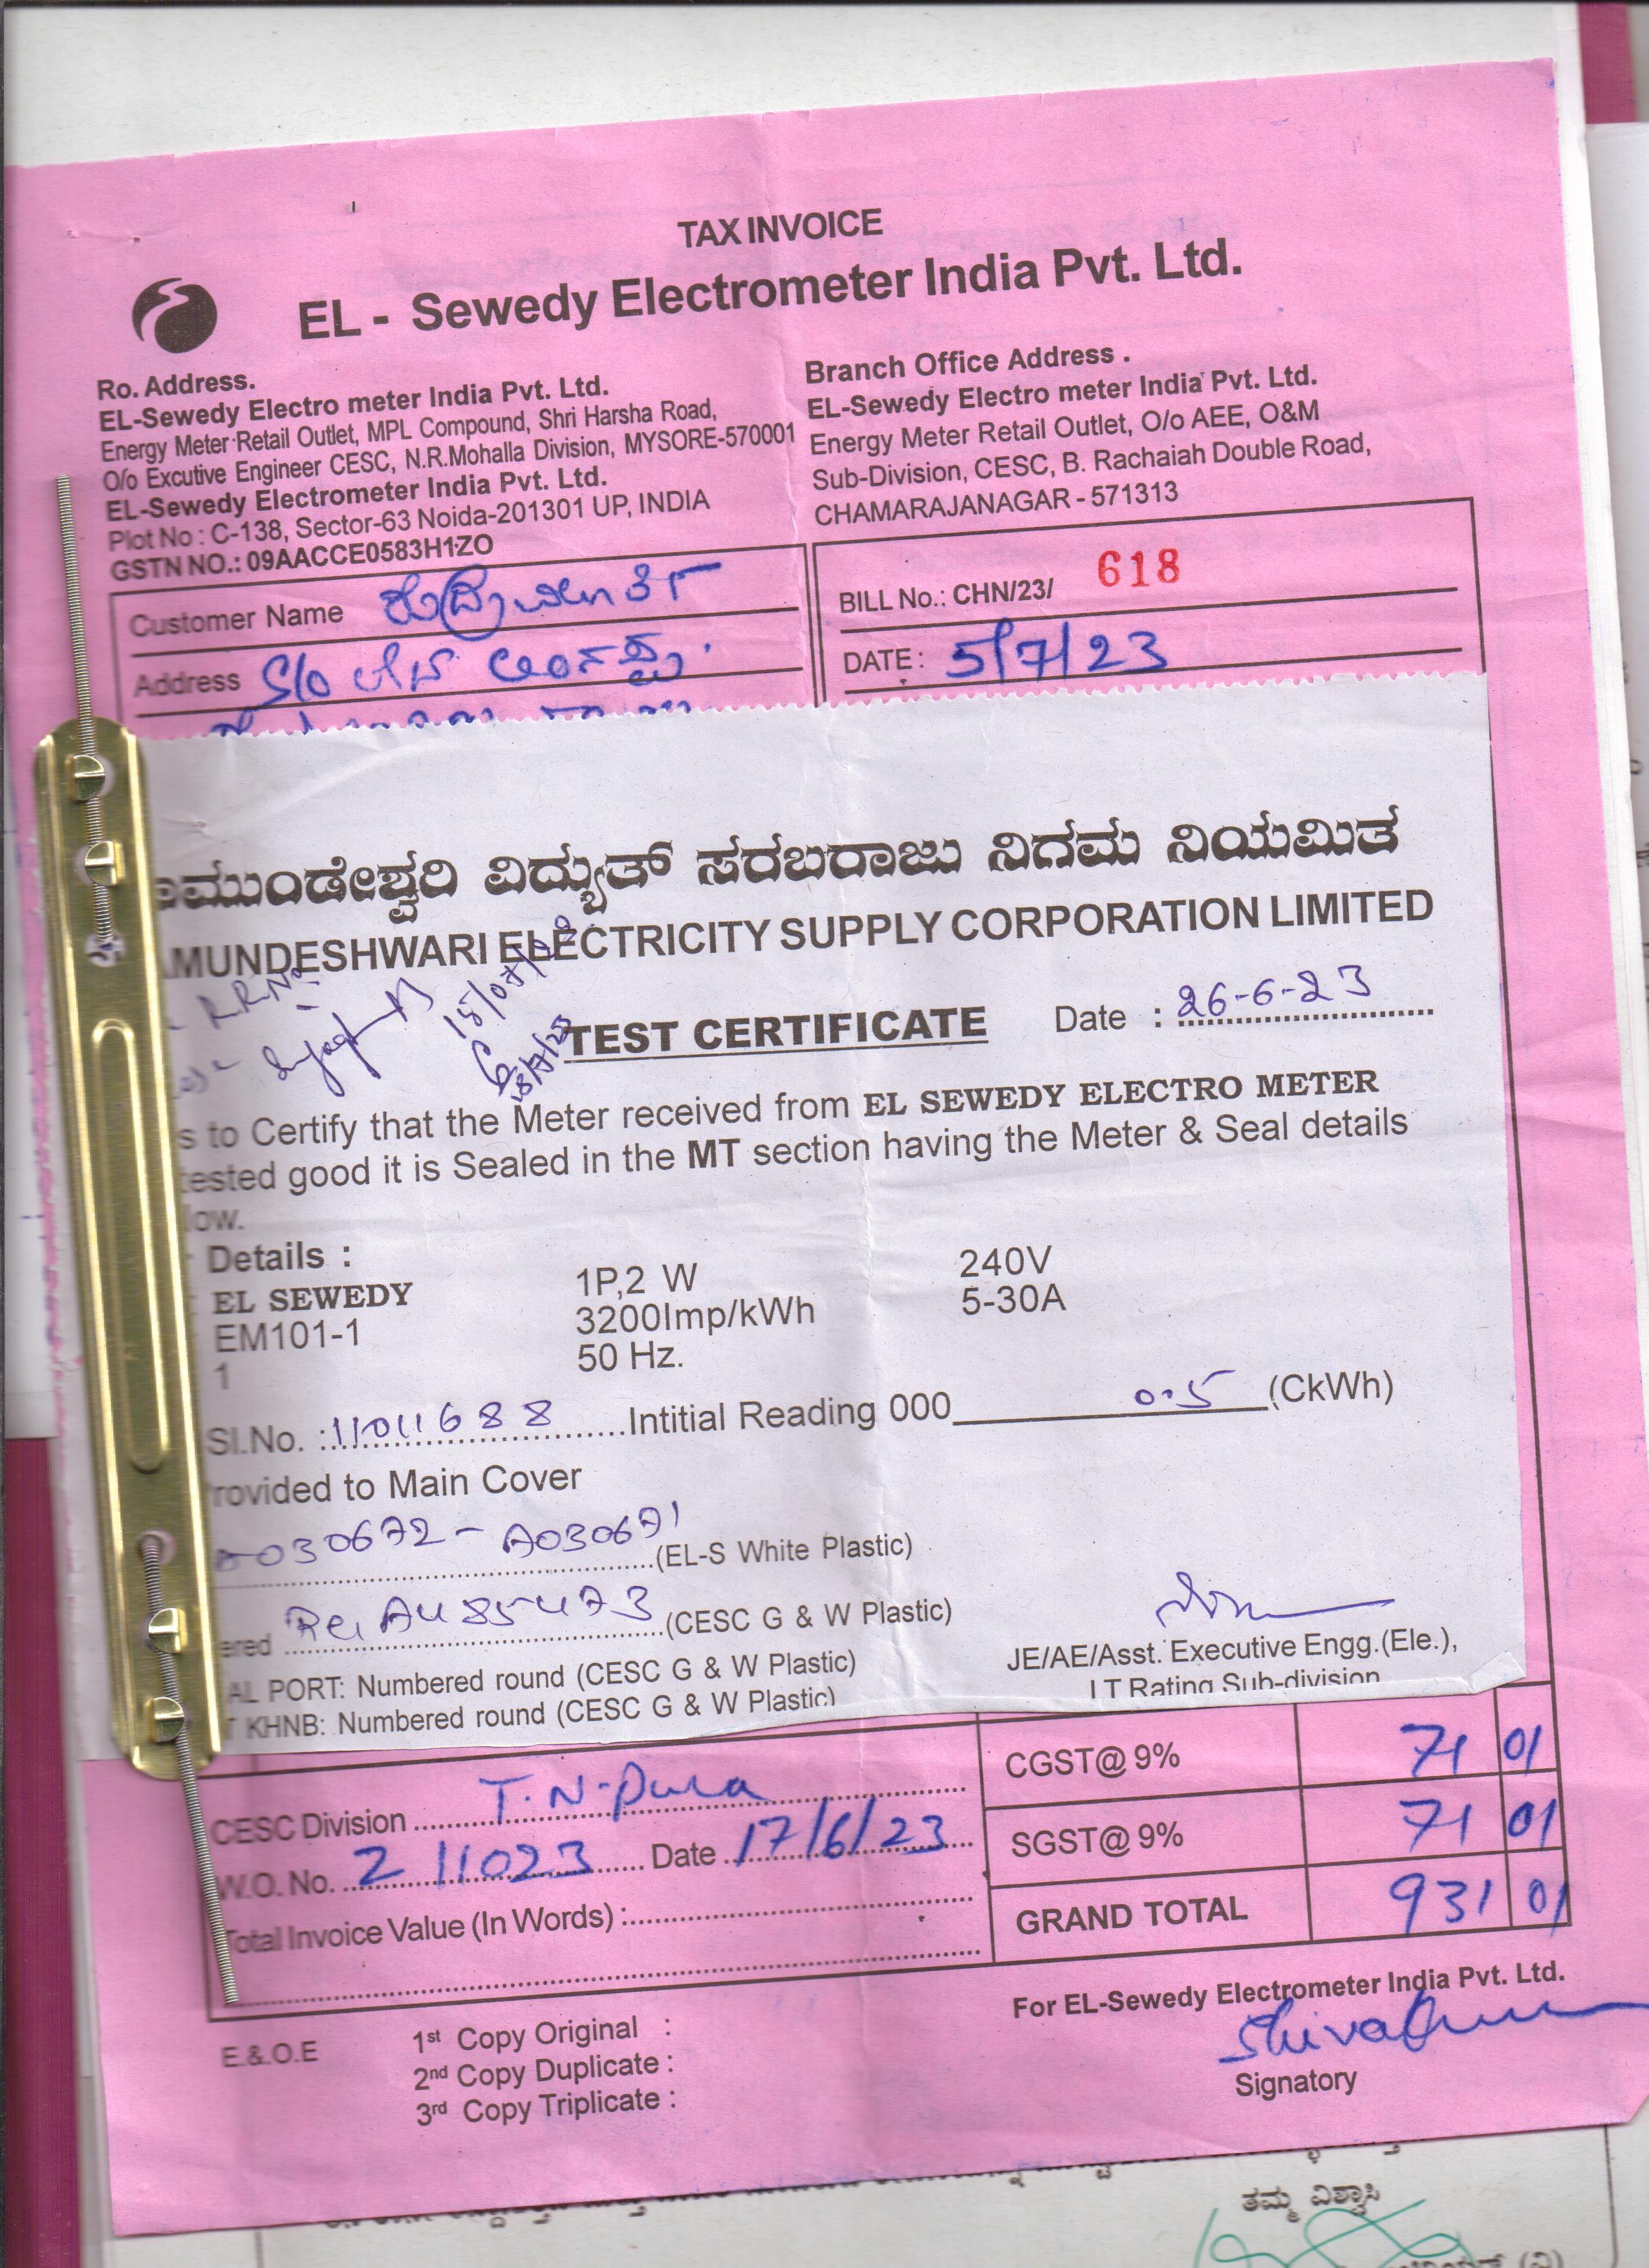 TAX INVOICE
EL - Sewedy Electrometer India Pvt. Ltd.
Ro. Address.
EL-Sewedy Electro meter India Pvt. Ltd.
Energy Meter Retail Outlet, MPL Compound, Shri Harsha Road,
O/o Excutive Engineer CESC, N.R.Mohalla Division, MYSORE-570001
EL-Sewedy Electrometer India Pvt. Ltd.
Plot No : C-138, Sector-63 Noida-201301 UP, INDIA
GSTN NO.: 09AACCE0583H1ZO
Branch Office Address .
EL-Sewedy Electro meter India Pvt. Ltd.
Energy Meter Retail Outlet, O/o AEE, O&M
Sub-Division, CESC, B. Rachaiah Double Road,
CHAMARAJANAGAR - 571313
Customer Name
Address S/o ಲೇಟ್
BILL No.: CHN/23/ 618
DATE : 5/7/23
ಾಮುಂಡೇಶ್ವರಿ ವಿದ್ಯುತ್ ಸರಬರಾಜು ನಿಗಮ ನಿಯಮಿತ
AMUNDESHWARI ELECTRICITY SUPPLY CORPORATION LIMITED
R.R.No.
TEST CERTIFICATE Date : 26-6-23
s to Certify that the Meter received from EL SEWEDY ELECTRO METER
tested good it is Sealed in the MT section having the Meter & Seal details
low.
Details :
EL SEWEDY 1P,2 W 240V
EM101-1 3200Imp/kWh 5-30A
1 50 Hz.
Sl.No. : 11011688 Intitial Reading 000 0.5 (CkWh)
rovided to Main Cover
A030672 - A030671 (EL-S White Plastic)
ered A485473 (CESC G & W Plastic)
AL PORT: Numbered round (CESC G & W Plastic)
T KHNB: Numbered round (CESC G & W Plastic)
JE/AE/Asst. Executive Engg.(Ele.),
LT Rating Sub-division
CESC Division T.N-Pura
W.O. No. 211023 Date 17/6/23
Total Invoice Value (In Words) :
CGST@ 9% 71 01
SGST@ 9% 71 01
GRAND TOTAL 931 01
For EL-Sewedy Electrometer India Pvt. Ltd.
Signatory
E.&.O.E
1st Copy Original :
2nd Copy Duplicate :
3rd Copy Triplicate :
ತಮ್ಮ ವಿಶ್ವಾಸಿ